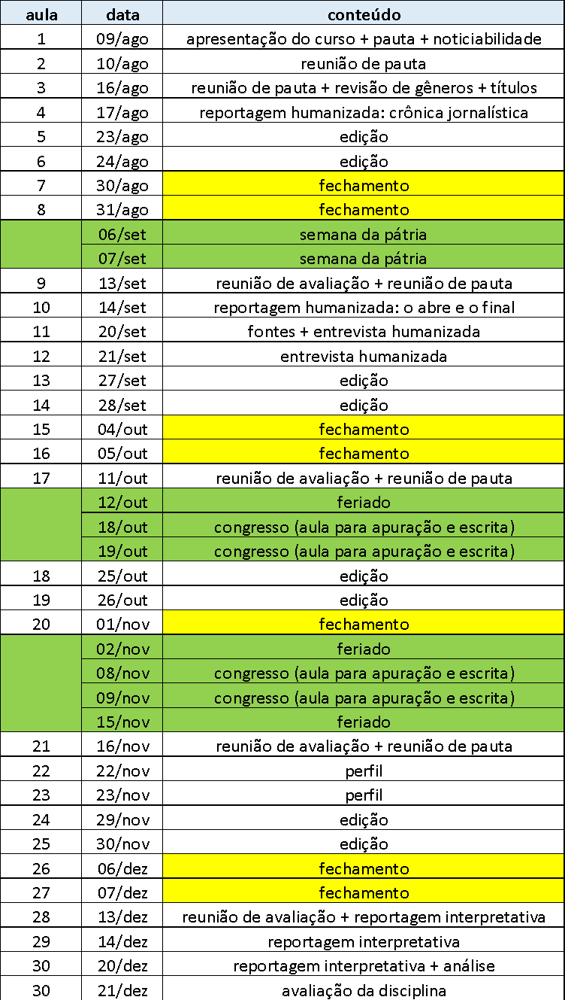 aula data conteúdo
1 09/ago apresentação do curso + pauta + noticiabilidade
2 10/ago reunião de pauta
3 16/ago reunião de pauta + revisão de gêneros + títulos
4 17/ago reportagem humanizada: crônica jornalística
5 23/ago edição
6 24/ago edição
7 30/ago fechamento
8 31/ago fechamento
06/set semana da pátria
07/set semana da pátria
9 13/set reunião de avaliação + reunião de pauta
10 14/set reportagem humanizada: o abre e o final
11 20/set fontes + entrevista humanizada
12 21/set entrevista humanizada
13 27/set edição
14 28/set edição
15 04/out fechamento
16 05/out fechamento
17 11/out reunião de avaliação + reunião de pauta
12/out feriado
18/out congresso (aula para apuração e escrita)
19/out congresso (aula para apuração e escrita)
18 25/out edição
19 26/out edição
20 01/nov fechamento
02/nov feriado
08/nov congresso (aula para apuração e escrita)
09/nov congresso (aula para apuração e escrita)
15/nov feriado
21 16/nov reunião de avaliação + reunião de pauta
22 22/nov perfil
23 23/nov perfil
24 29/nov edição
25 30/nov edição
26 06/dez fechamento
27 07/dez fechamento
28 13/dez reunião de avaliação + reportagem interpretativa
29 14/dez reportagem interpretativa
30 20/dez reportagem interpretativa + análise
30 21/dez avaliação da disciplina